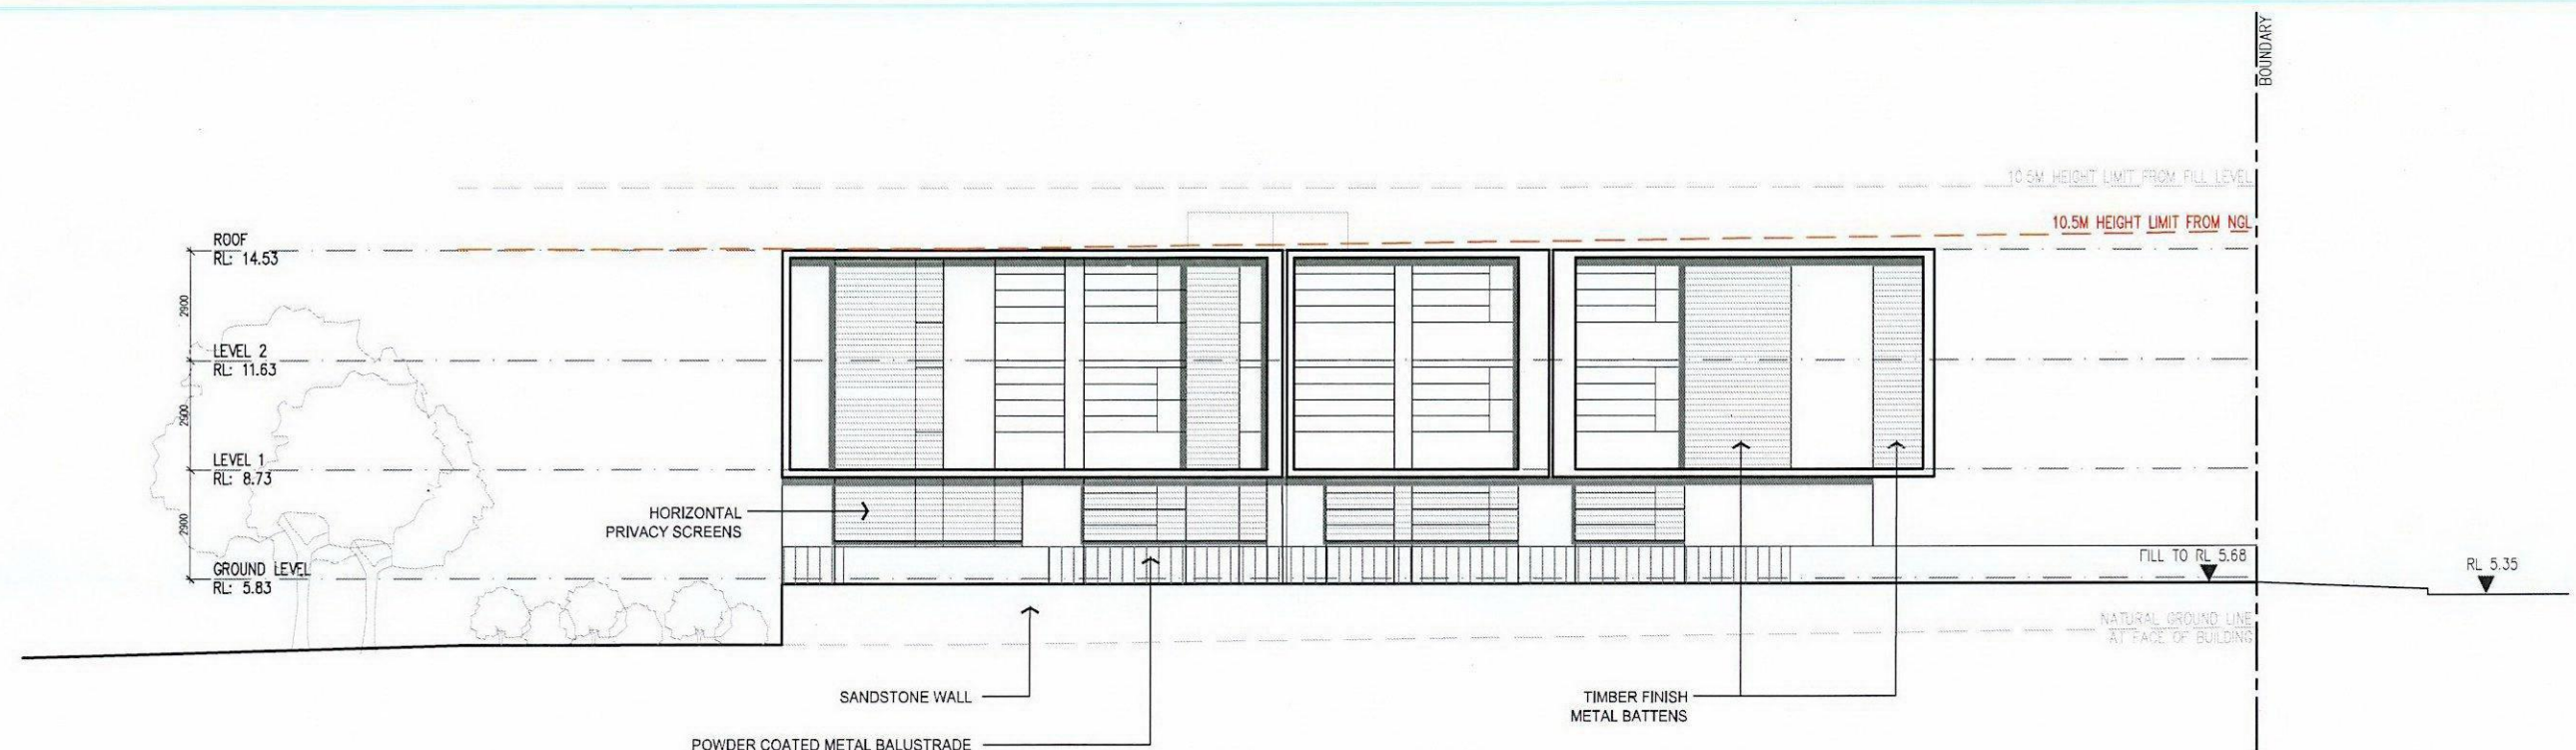 BOUNDARY
10.5M HEIGHT LIMIT FROM FILL LEVEL
10.5M HEIGHT LIMIT FROM NGL
ROOF
RL: 14.53
2900
LEVEL 2
RL: 11.63
2900
LEVEL 1
RL: 8.73
2900
HORIZONTAL
PRIVACY SCREENS
GROUND LEVEL
RL: 5.83
FILL TO RL 5.68
RL 5.35
NATURAL GROUND LINE
AT FACE OF BUILDING
SANDSTONE WALL
TIMBER FINISH
METAL BATTENS
POWDER COATED METAL BALUSTRADE